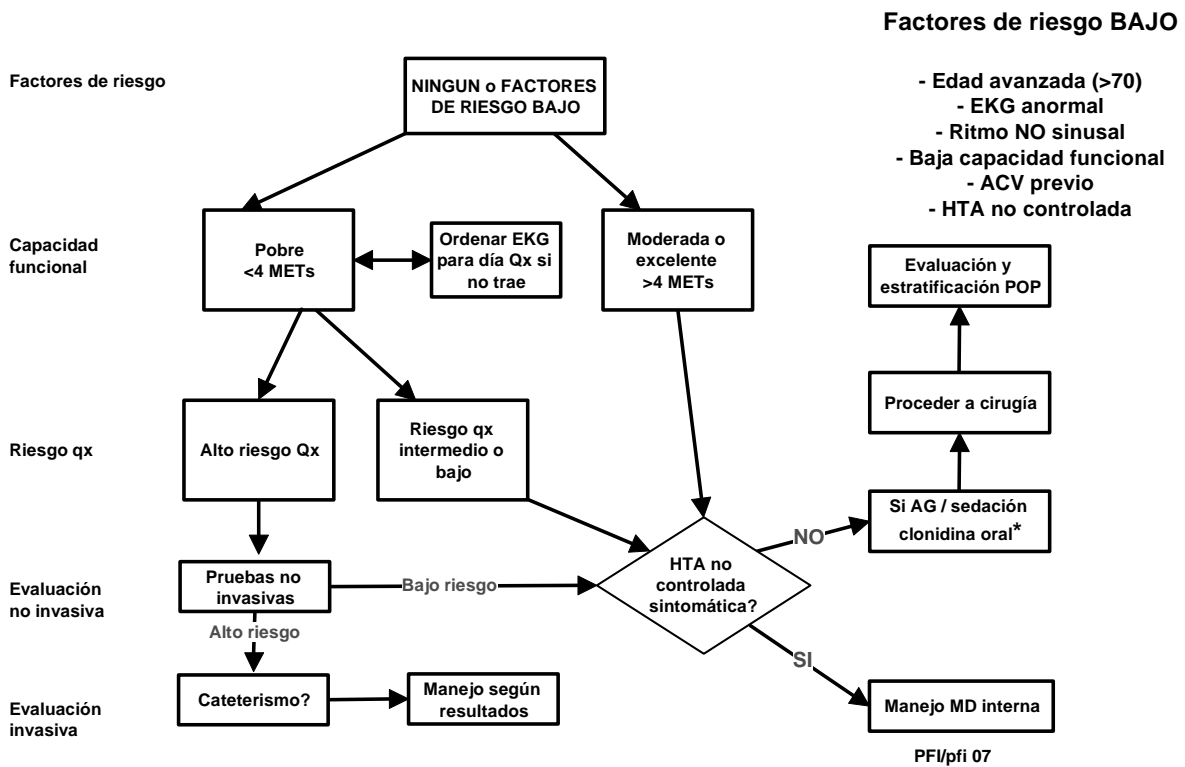 Factores de riesgo BAJO
- Edad avanzada (>70)
- EKG anormal
- Ritmo NO sinusal
- Baja capacidad funcional
- ACV previo
- HTA no controlada
Factores de riesgo
NINGUN o FACTORES
DE RIESGO BAJO
Capacidad
funcional
Pobre
<4 METs
Ordenar EKG
para día Qx si
no trae
Moderada o
excelente
>4 METs
Evaluación y
estratificación POP
Proceder a cirugía
Riesgo qx
Alto riesgo Qx
Riesgo qx
intermedio o
bajo
Si AG / sedación
clonidina oral*
NO
Evaluación
no invasiva
Pruebas no
invasivas
Bajo riesgo
HTA no
controlada
sintomática?
Alto riesgo
SI
Evaluación
invasiva
Cateterismo?
Manejo según
resultados
Manejo MD interna
PFI/pfi 07